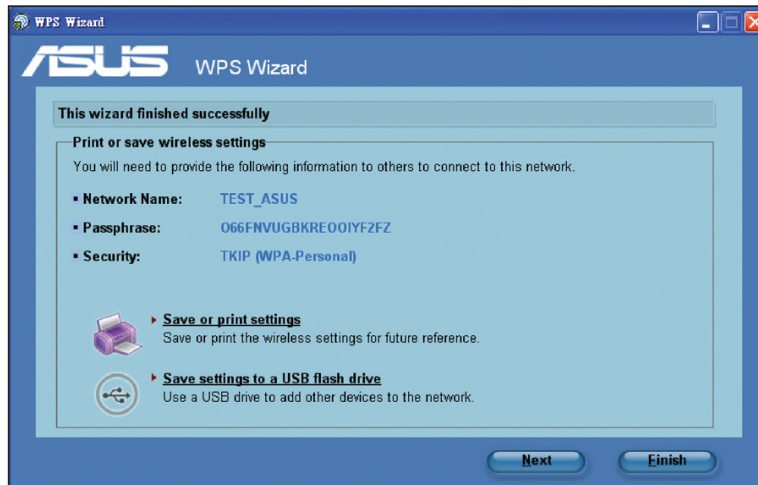 WPS Wizard
ASUS WPS Wizard
This wizard finished successfully
Print or save wireless settings
You will need to provide the following information to others to connect to this network.
Network Name: TEST_ASUS
Passphrase: O66FNVUGBKREOOIYF2FZ
Security: TKIP (WPA-Personal)
Save or print settings
Save or print the wireless settings for future reference.
Save settings to a USB flash drive
Use a USB drive to add other devices to the network.
Next Finish